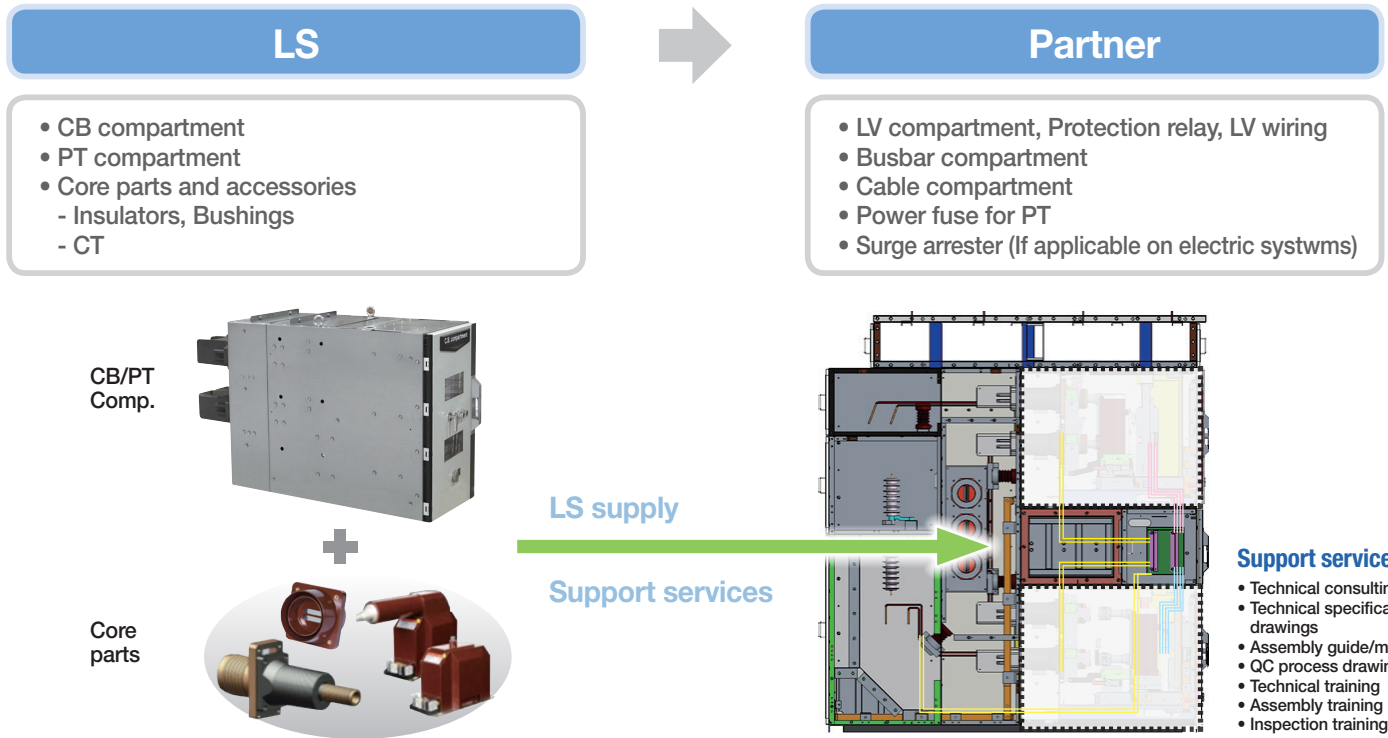 LS
Partner
• CB compartment
• PT compartment
• Core parts and accessories
- Insulators, Bushings
- CT
• LV compartment, Protection relay, LV wiring
• Busbar compartment
• Cable compartment
• Power fuse for PT
• Surge arrester (If applicable on electric systwms)
CB/PT
Comp.
C.B. compartment
LS supply
Support services
Core
parts
Support service
• Technical consultin
• Technical specifica
drawings
• Assembly guide/m
• QC process drawin
• Technical training
• Assembly training
• Inspection training